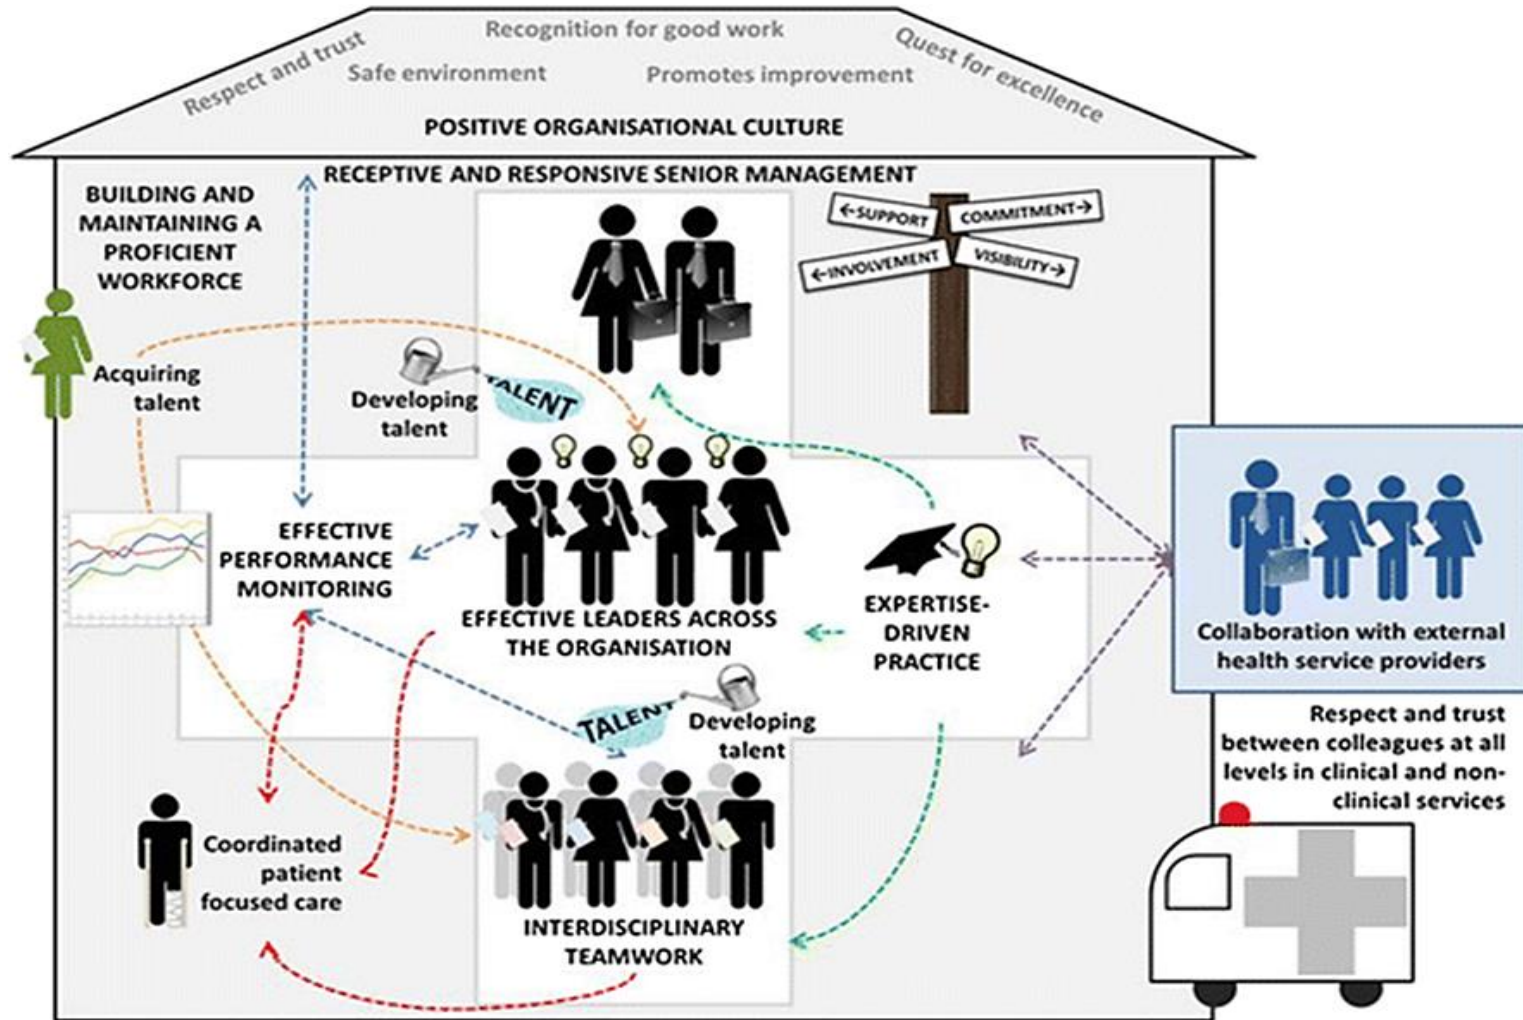 Respect and trust
Recognition for good work
Quest for excellence
Safe environment
Promotes improvement
POSITIVE ORGANISATIONAL CULTURE
RECEPTIVE AND RESPONSIVE SENIOR MANAGEMENT
BUILDING AND
MAINTAINING A
PROFICIENT
WORKFORCE
←SUPPORT
COMMITMENT→
←INVOLVEMENT
VISIBILITY→
Acquiring
talent
Developing
talent
TALENT
EFFECTIVE
PERFORMANCE
MONITORING
EFFECTIVE LEADERS ACROSS
THE ORGANISATION
EXPERTISE-
DRIVEN
PRACTICE
Collaboration with external
health service providers
TALENT
Developing
talent
Respect and trust
between colleagues at all
levels in clinical and non-
clinical services
Coordinated
patient
focused care
INTERDISCIPLINARY
TEAMWORK